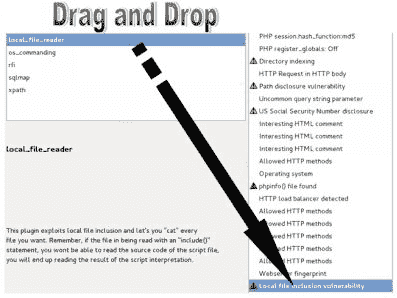 Drag and Drop
local_file_reader
os_commanding
rfi
sqlmap
xpath
local_file_reader
This plugin exploits local file inclusion and let's you "cat" every
file you want. Remember, if the file in being read with an "include()"
statement, you wont be able to read the source code of the script file,
you will end up reading the result of the script interpretation.
PHP session.hash_function:md5
PHP register_globals: Off
Directory indexing
HTTP Request in HTTP body
Path disclosure vulnerability
Uncommon query string parameter
US Social Security Number disclosure
Interesting HTML comment
Interesting HTML comment
Interesting HTML comment
Allowed HTTP methods
Operating system
phpinfo() file found
HTTP load balancer detected
Allowed HTTP methods
Allowed HTTP methods
Allowed HTTP methods
Allowed HTTP methods
Allowed HTTP methods
Webserver fingerprint
Local file inclusion vulnerability